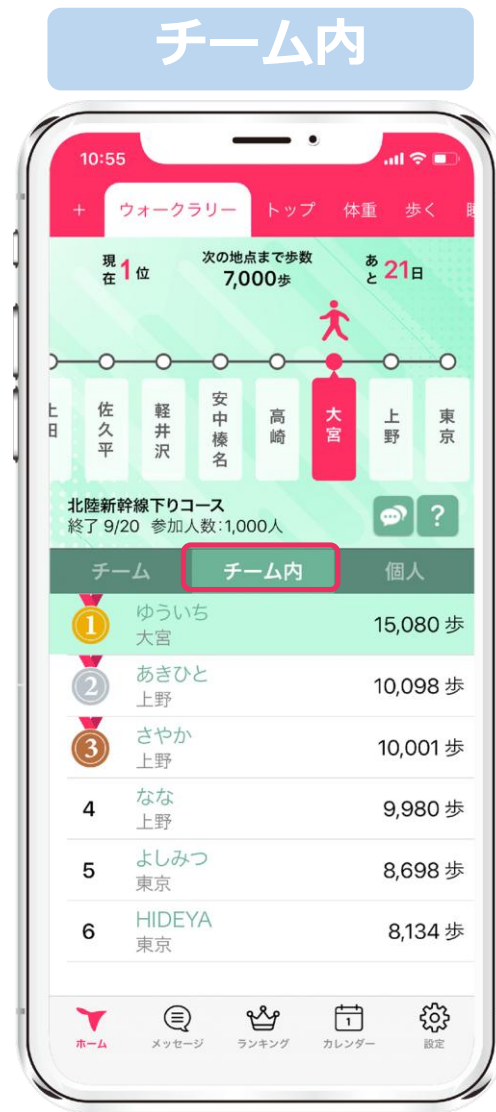 チーム内
10:55
+ ウォークラリー トップ 体重 歩く
現在1位 次の地点まで歩数 7,000歩 あと21日
佐久平 軽井沢 安中榛名 高崎 大宮 上野 東京
北陸新幹線下りコース
終了 9/20 参加人数:1,000人
?
チーム チーム内 個人
1 ゆういち 15,080 歩
大宮
2 あきひと 10,098 歩
上野
3 さやか 10,001 歩
上野
4 なな 9,980 歩
上野
5 よしみつ 8,698 歩
東京
6 HIDEYA 8,134 歩
東京
1
ホーム メッセージ ランキング カレンダー 設定